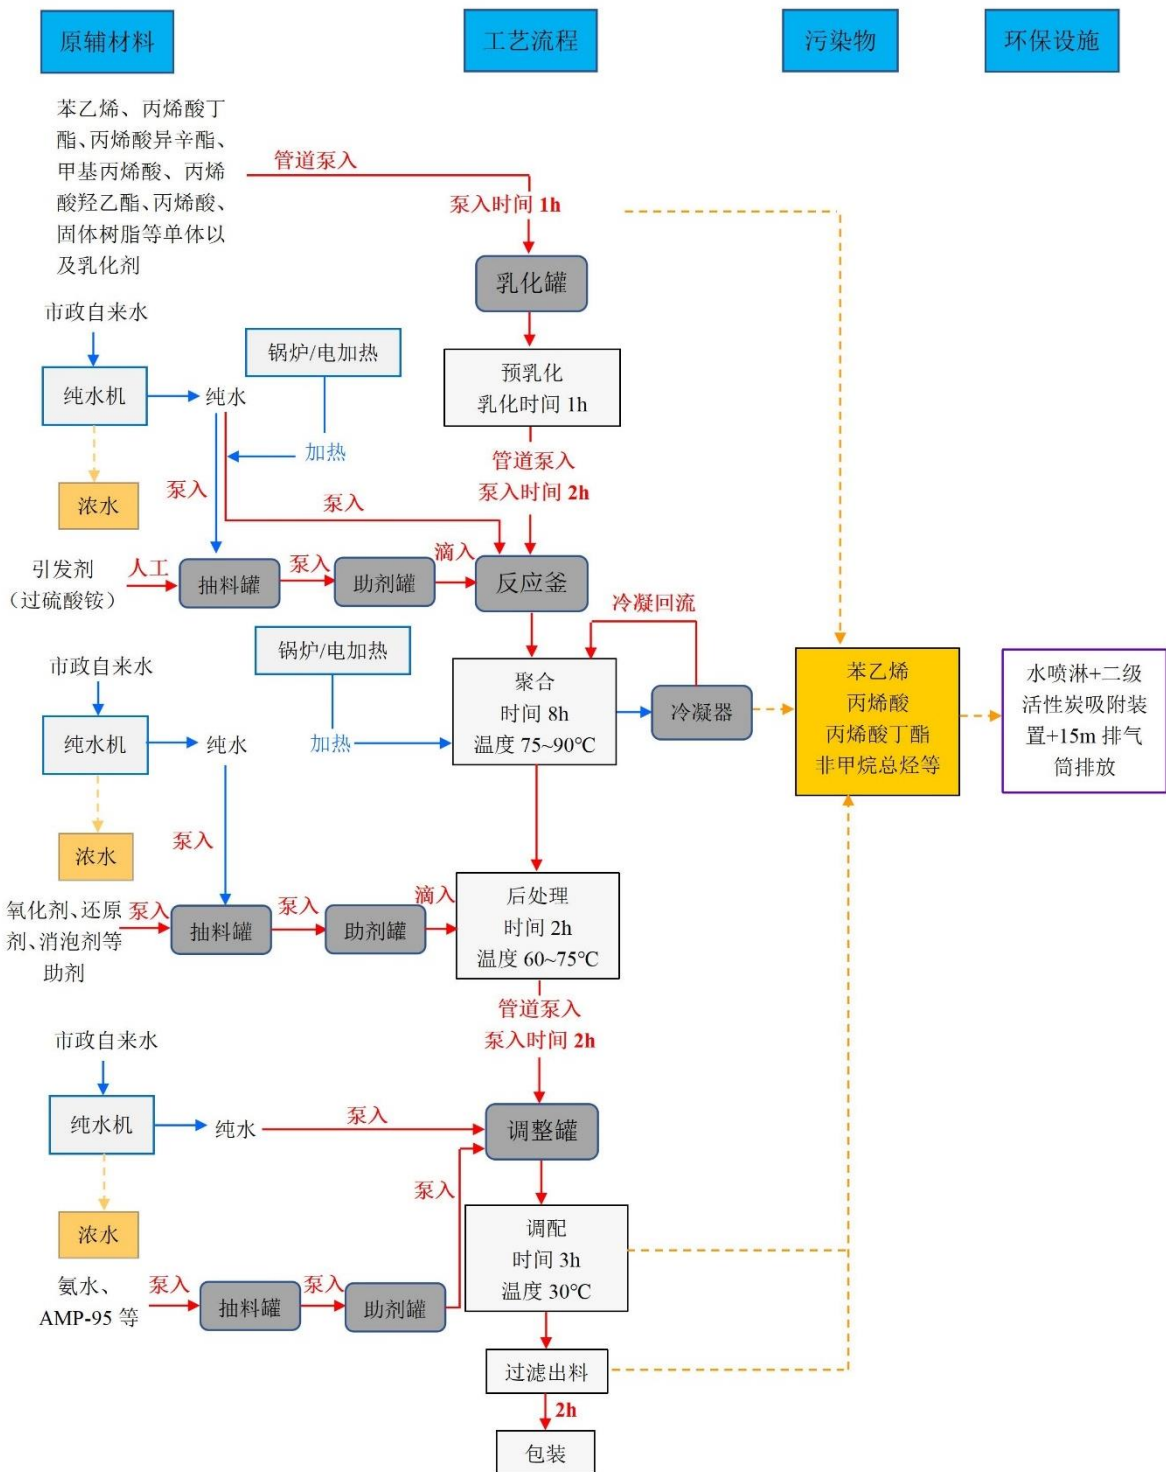 原辅材料
工艺流程
污染物
环保设施
苯乙烯、丙烯酸丁
酯、丙烯酸异辛酯、
甲基丙烯酸、丙烯
酸羟乙酯、丙烯酸、
固体树脂等单体以
及乳化剂
管道泵入
泵入时间 1h
乳化罐
市政自来水
锅炉/电加热
预乳化
乳化时间 1h
纯水机
纯水
加热
管道泵入
泵入时间 2h
浓水
泵入
泵入
引发剂
（过硫酸铵）
人工
抽料罐
泵入
助剂罐
滴入
反应釜
冷凝回流
锅炉/电加热
市政自来水
聚合
时间 8h
温度 75~90℃
冷凝器
苯乙烯
丙烯酸
丙烯酸丁酯
非甲烷总烃等
水喷淋+二级
活性炭吸附装
置+15m 排气
筒排放
纯水机
纯水
加热
泵入
浓水
氧化剂、还原
剂、消泡剂等
助剂
泵入
抽料罐
泵入
助剂罐
滴入
后处理
时间 2h
温度 60~75℃
管道泵入
泵入时间 2h
市政自来水
纯水机
纯水
泵入
调整罐
泵入
浓水
调配
时间 3h
温度 30℃
氨水、
AMP-95 等
泵入
抽料罐
泵入
助剂罐
过滤出料
2h
包装